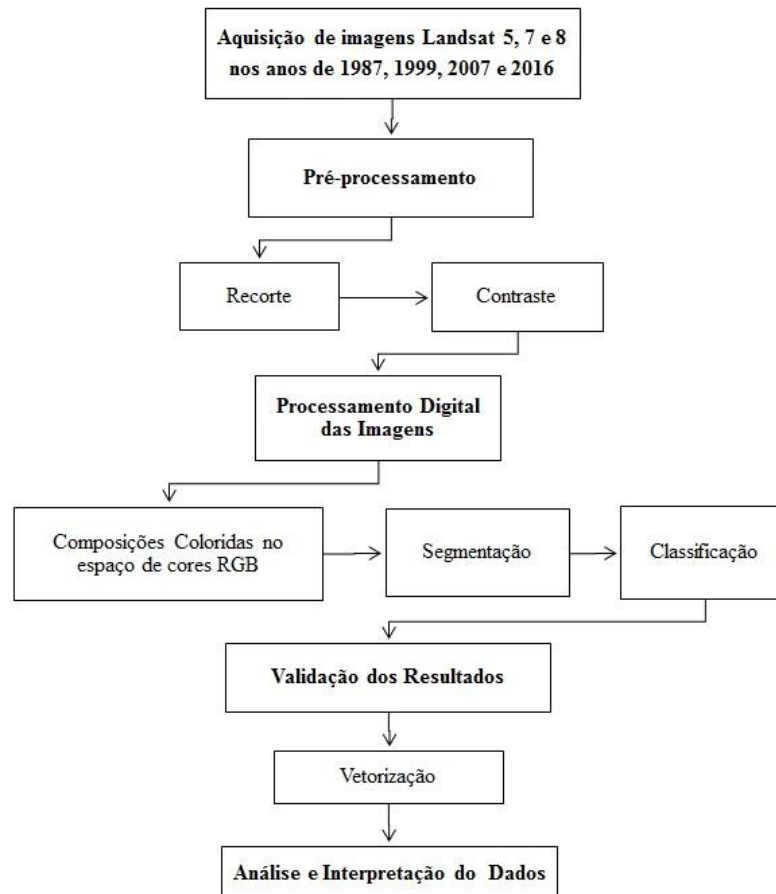 Aquisição de imagens Landsat 5, 7 e 8
nos anos de 1987, 1999, 2007 e 2016
Pré-processamento
Recorte
Contraste
Processamento Digital
das Imagens
Composições Coloridas no
espaço de cores RGB
Segmentação
Classificação
Validação dos Resultados
Vetorização
Análise e Interpretação do Dados